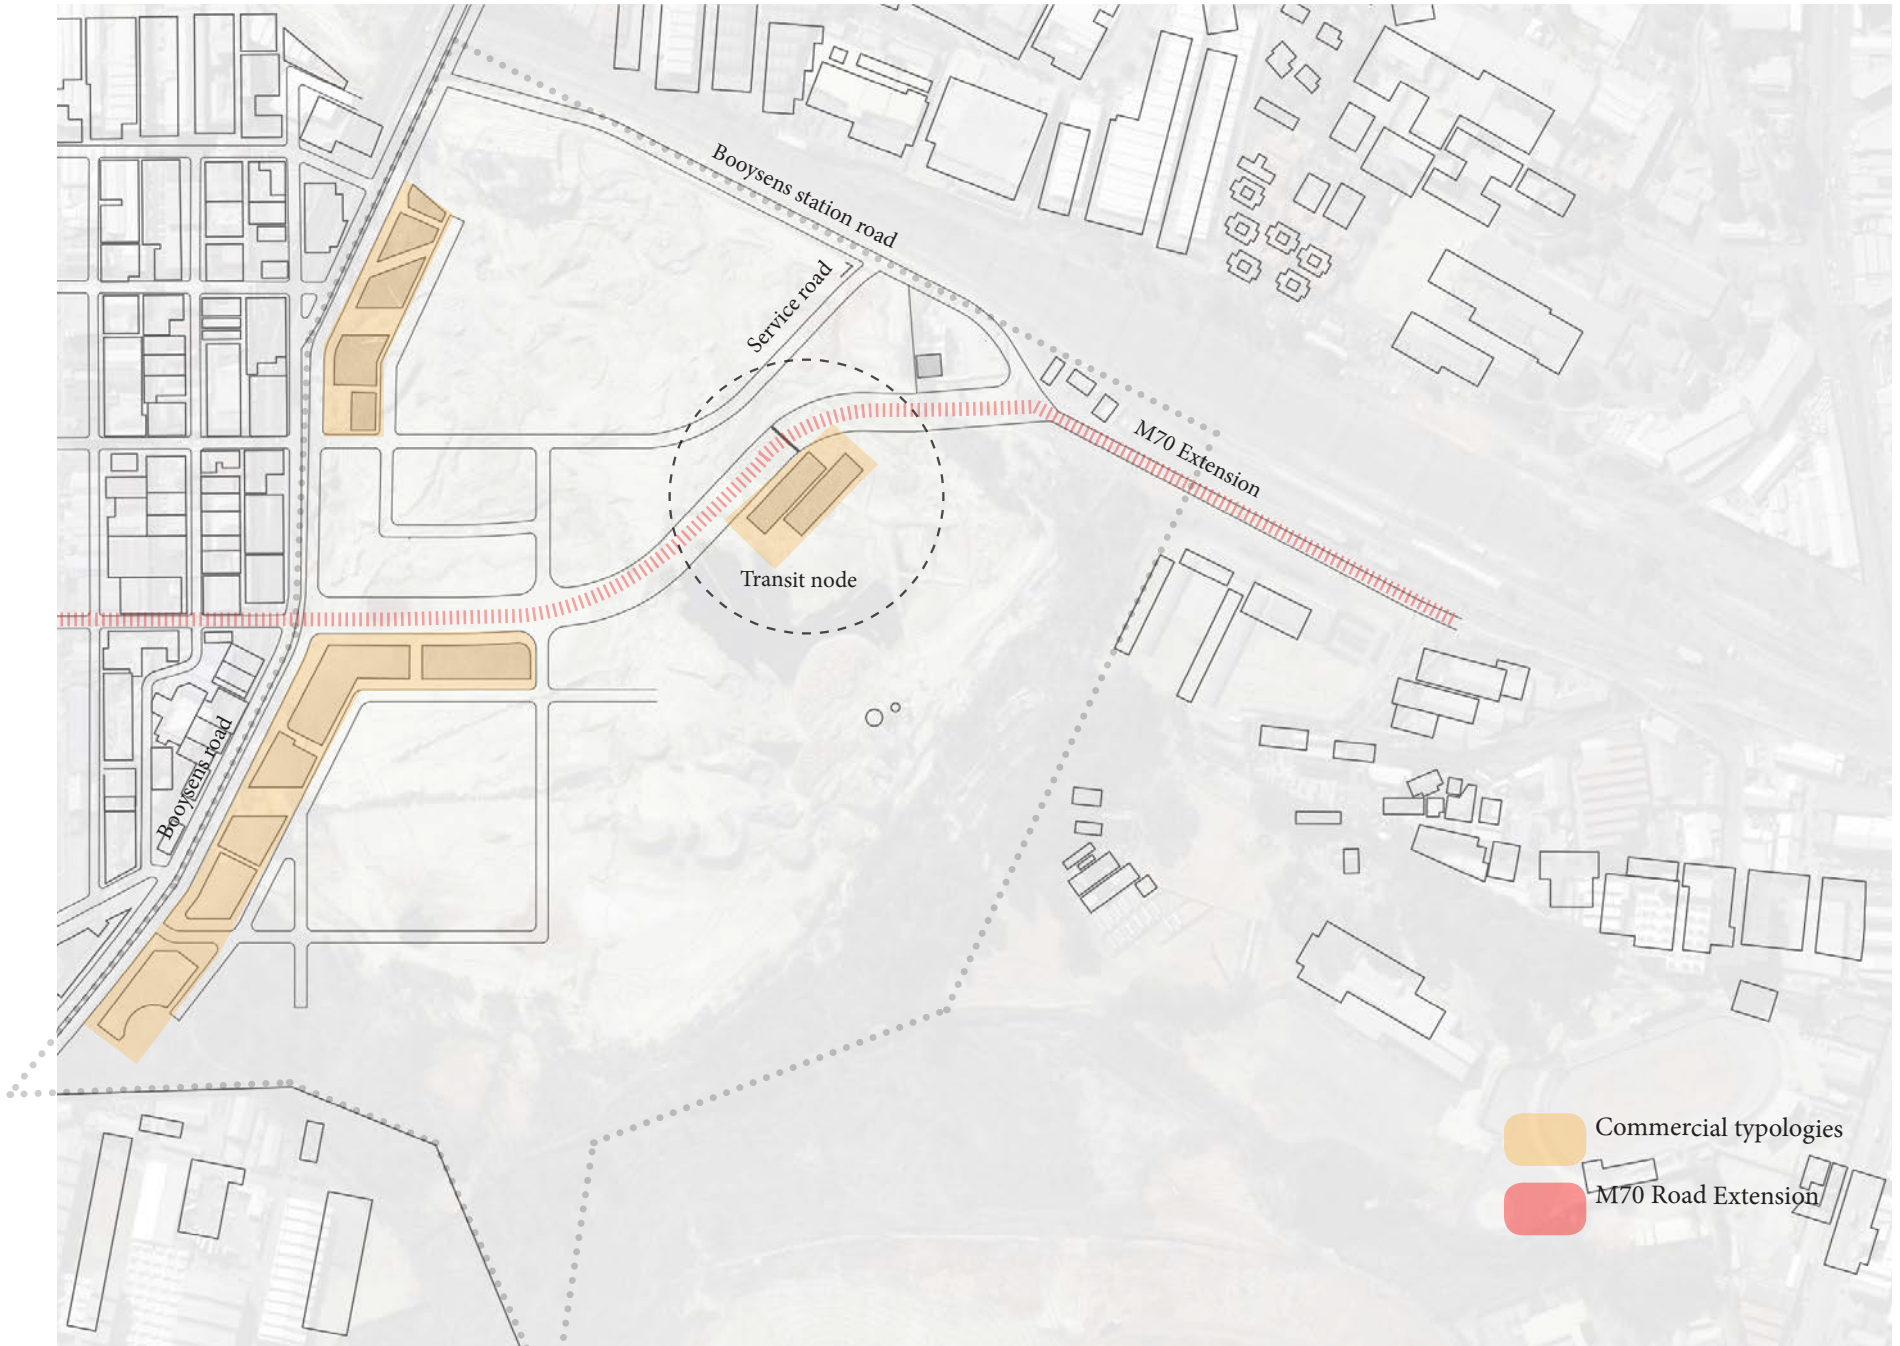 Booysens station road
Service road
M70 Extension
Transit node
Booysens road
Commercial typologies
M70 Road Extension